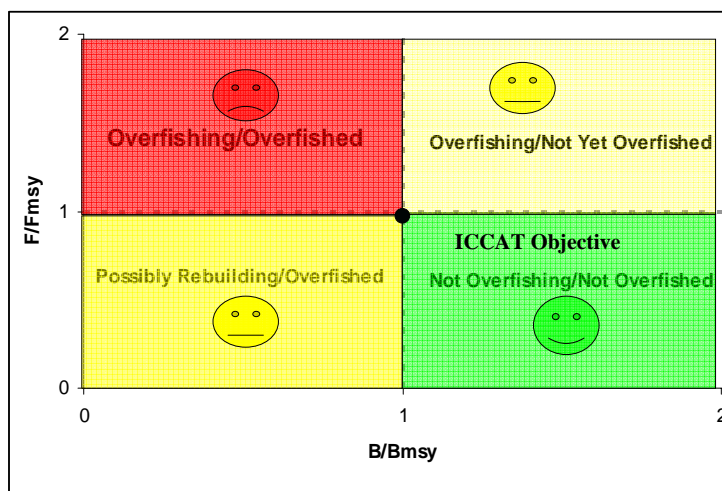 2
Overfishing/Overfished
Overfishing/Not Yet Overfished
F/Fmsy
1
ICCAT Objective
Possibly Rebuilding/Overfished
Not Overfishing/Not Overfished
0
0
1
2
B/Bmsy